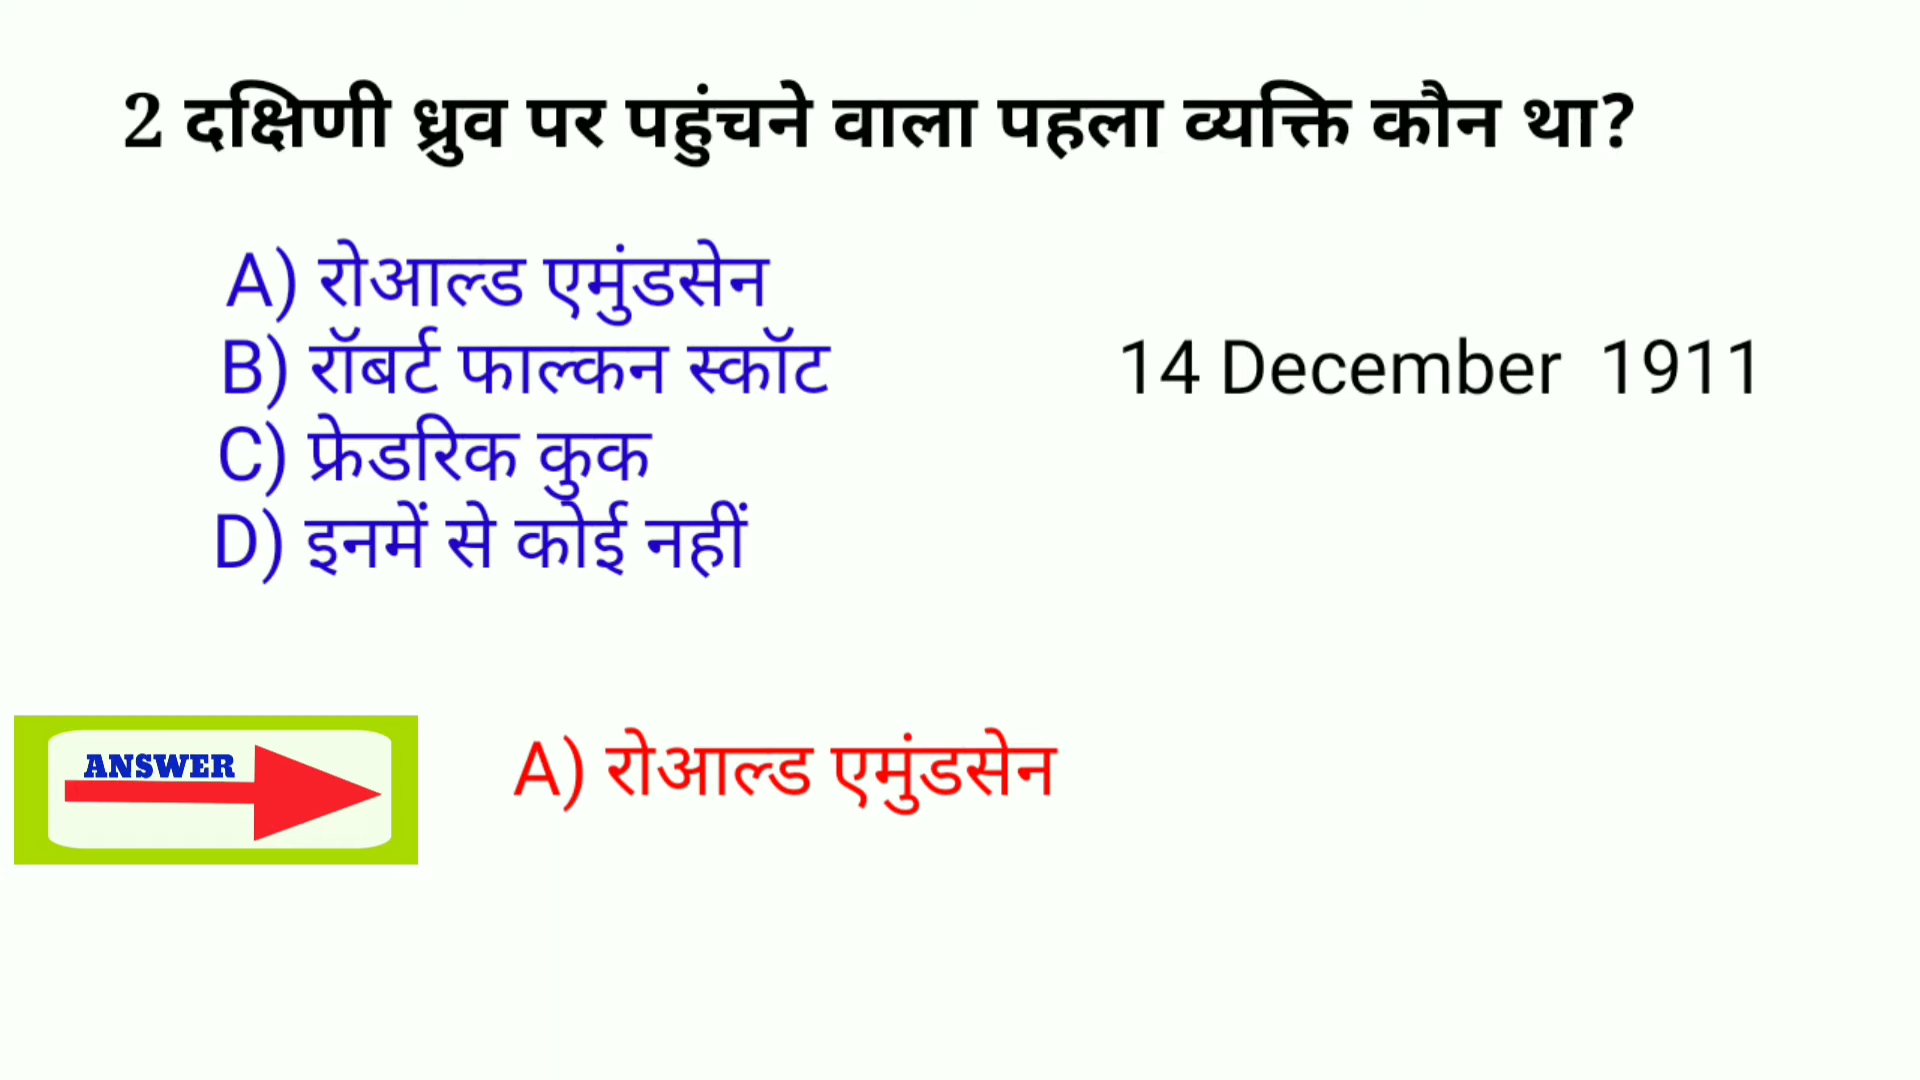 2 दक्षिणी ध्रुव पर पहुंचने वाला पहला व्यक्ति कौन था?
A) रोआल्ड एमुंडसेन
B) रॉबर्ट फाल्कन स्कॉट
14 December 1911
C) फ्रेडरिक कुक
D) इनमें से कोई नहीं
ANSWER
A) रोआल्ड एमुंडसेन